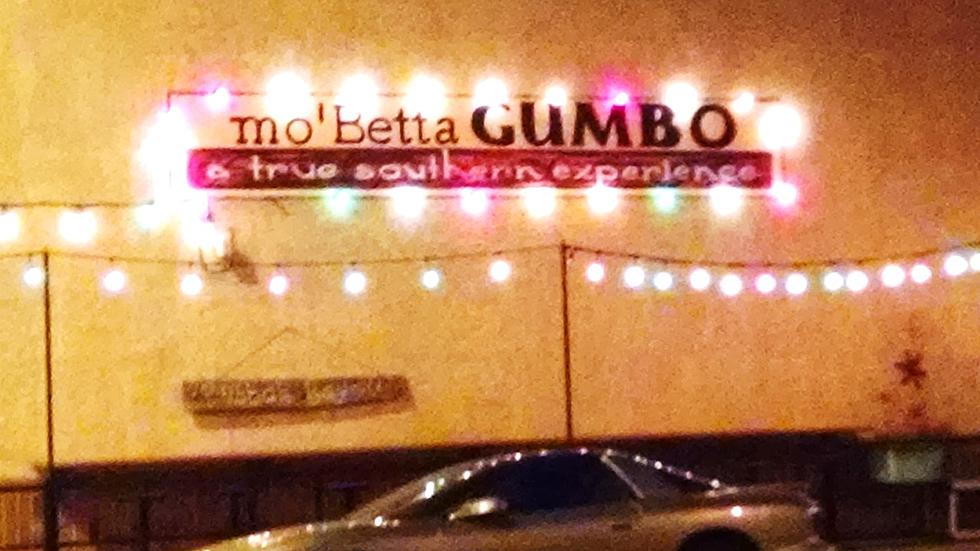 mo'Betta GUMBO
a true southern experience